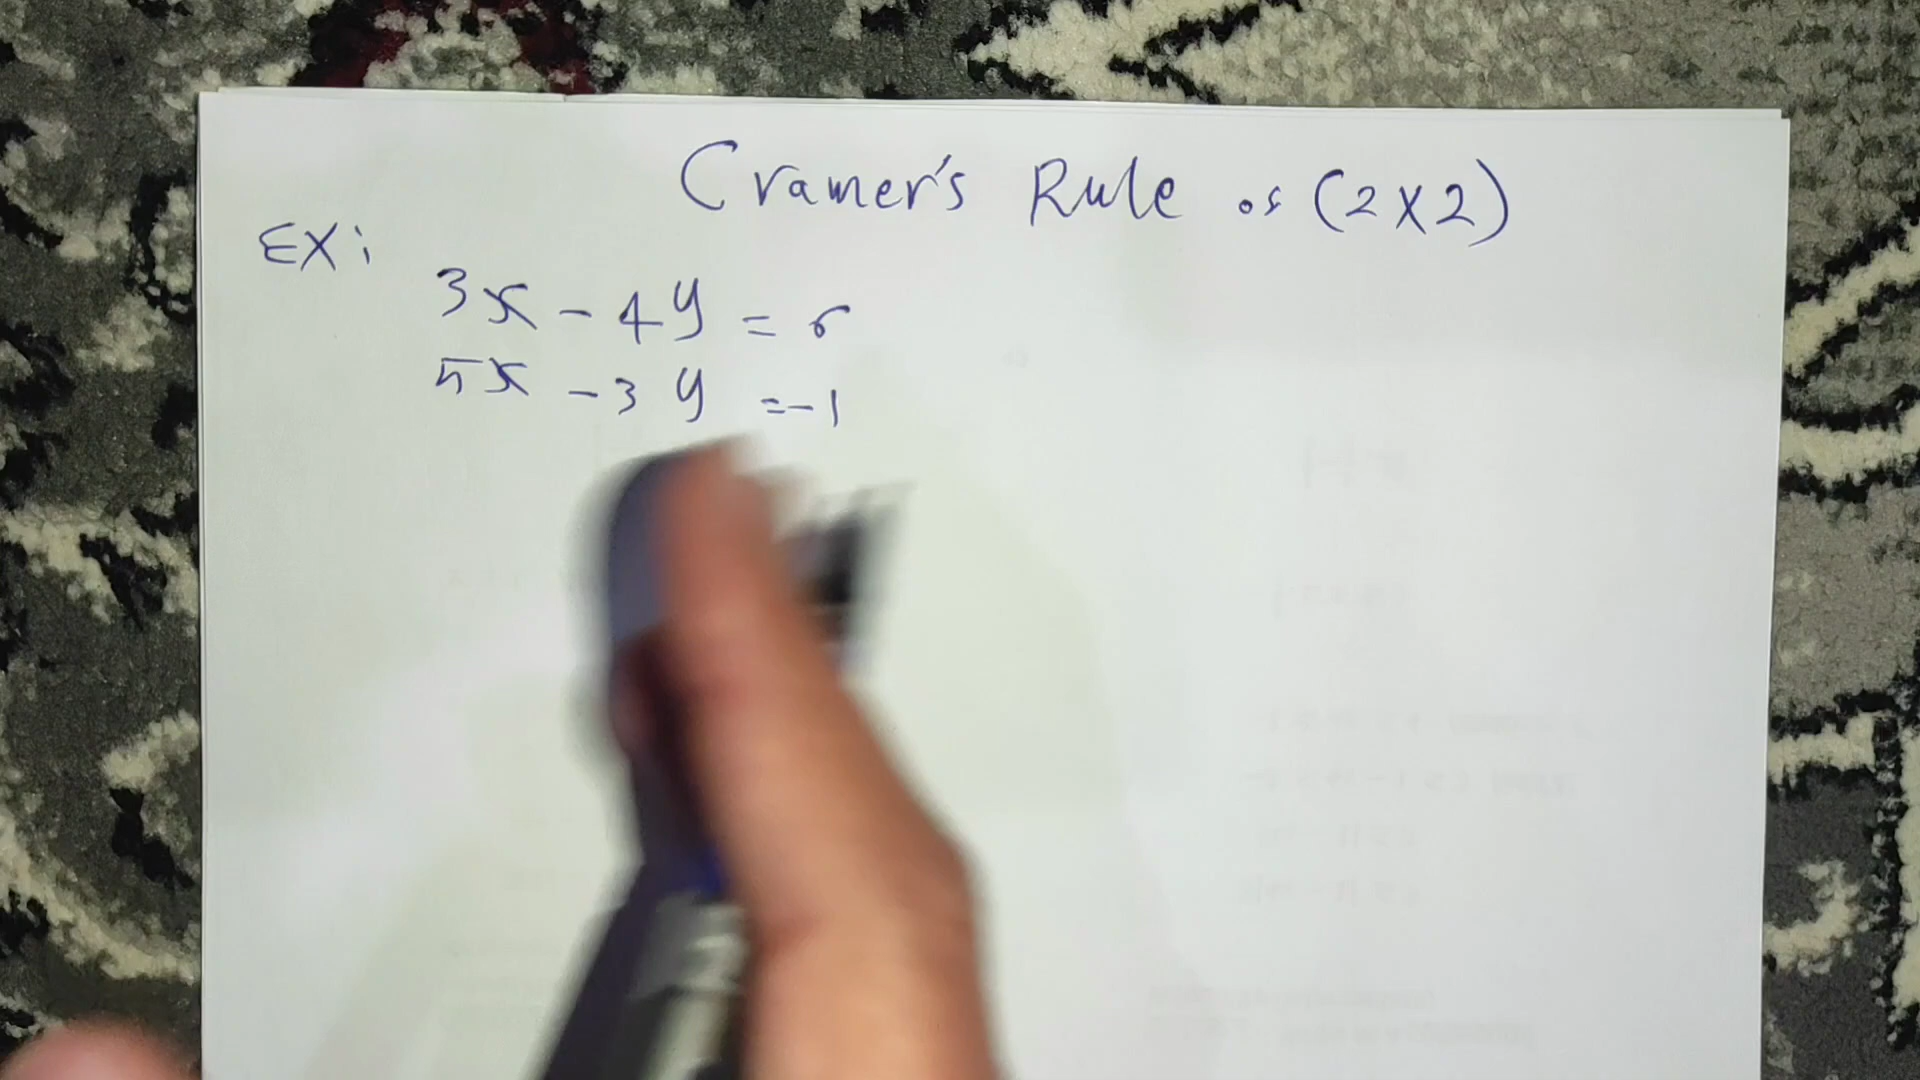 Cramer's Rule of (2X2)
EX:
3x - 4y = 6
5x - 3y = -1